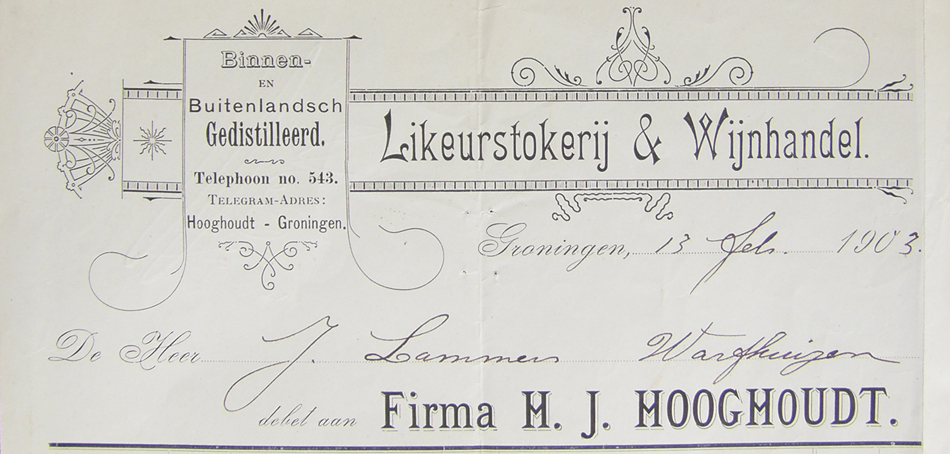 Binnen-
EN
Buitenlandsch
Gedistilleerd.
Telephoon no. 543.
TELEGRAM-ADRES:
Hooghoudt - Groningen.
Likeurstokerij & Wijnhandel.
Groningen, 13 Feb. 1903.
De Heer J. Lammers Warfhuizen
debet aan Firma H. J. HOOGHOUDT.